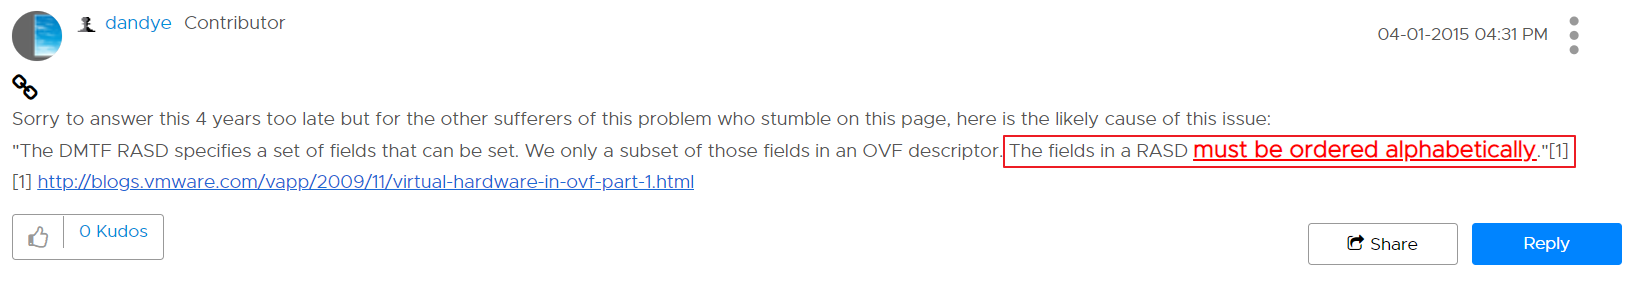 dandye Contributor
04-01-2015 04:31 PM
Sorry to answer this 4 years too late but for the other sufferers of this problem who stumble on this page, here is the likely cause of this issue:
"The DMTF RASD specifies a set of fields that can be set. We only a subset of those fields in an OVF descriptor. The fields in a RASD must be ordered alphabetically."[1]
[1] http://blogs.vmware.com/vapp/2009/11/virtual-hardware-in-ovf-part-1.html
0 Kudos
Share
Reply